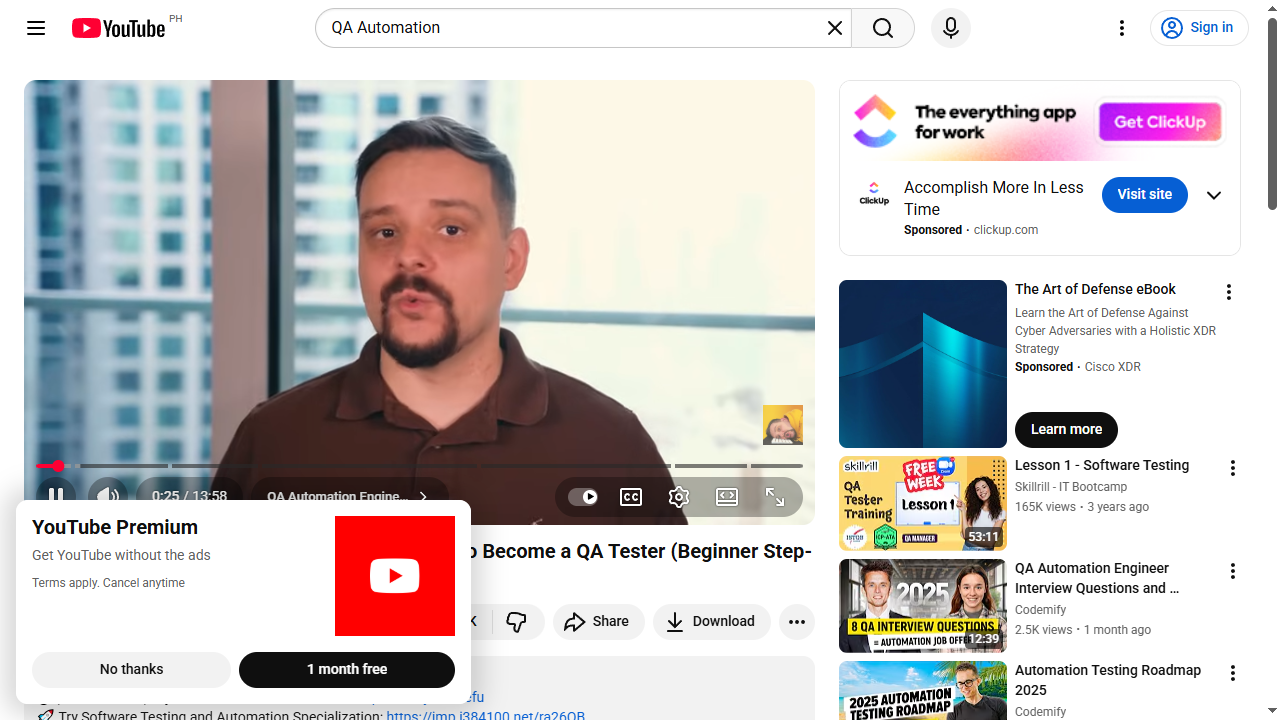 YouTube PH
QA Automation
Sign in
The everything app
for work
Get ClickUp
ClickUp
Accomplish More In Less
Time
Sponsored · clickup.com
Visit site
The Art of Defense eBook
Learn the Art of Defense Against
Cyber Adversaries with a Holistic XDR
Strategy
Sponsored · Cisco XDR
Learn more
skillrill
FREE
WEEK
QA
Tester
Training
Lesson 1
QA MANAGER
53:11
Lesson 1 - Software Testing
Skillrill - IT Bootcamp
165K views · 3 years ago
2025
8 QA INTERVIEW QUESTIONS
= AUTOMATION JOB OFFER
12:39
QA Automation Engineer
Interview Questions and ...
Codemify
2.5K views · 1 month ago
2025 AUTOMATION
TESTING ROADMAP
Automation Testing Roadmap
2025
Codemify
0:25 / 13:58
QA Automation Engine...
CC
Become a QA Tester (Beginner Step-
K
Share
Download
YouTube Premium
Get YouTube without the ads
Terms apply. Cancel anytime
No thanks
1 month free
efu
🚀 Try Software Testing and Automation Specialization: https://imp.i384100.net/ra26QB